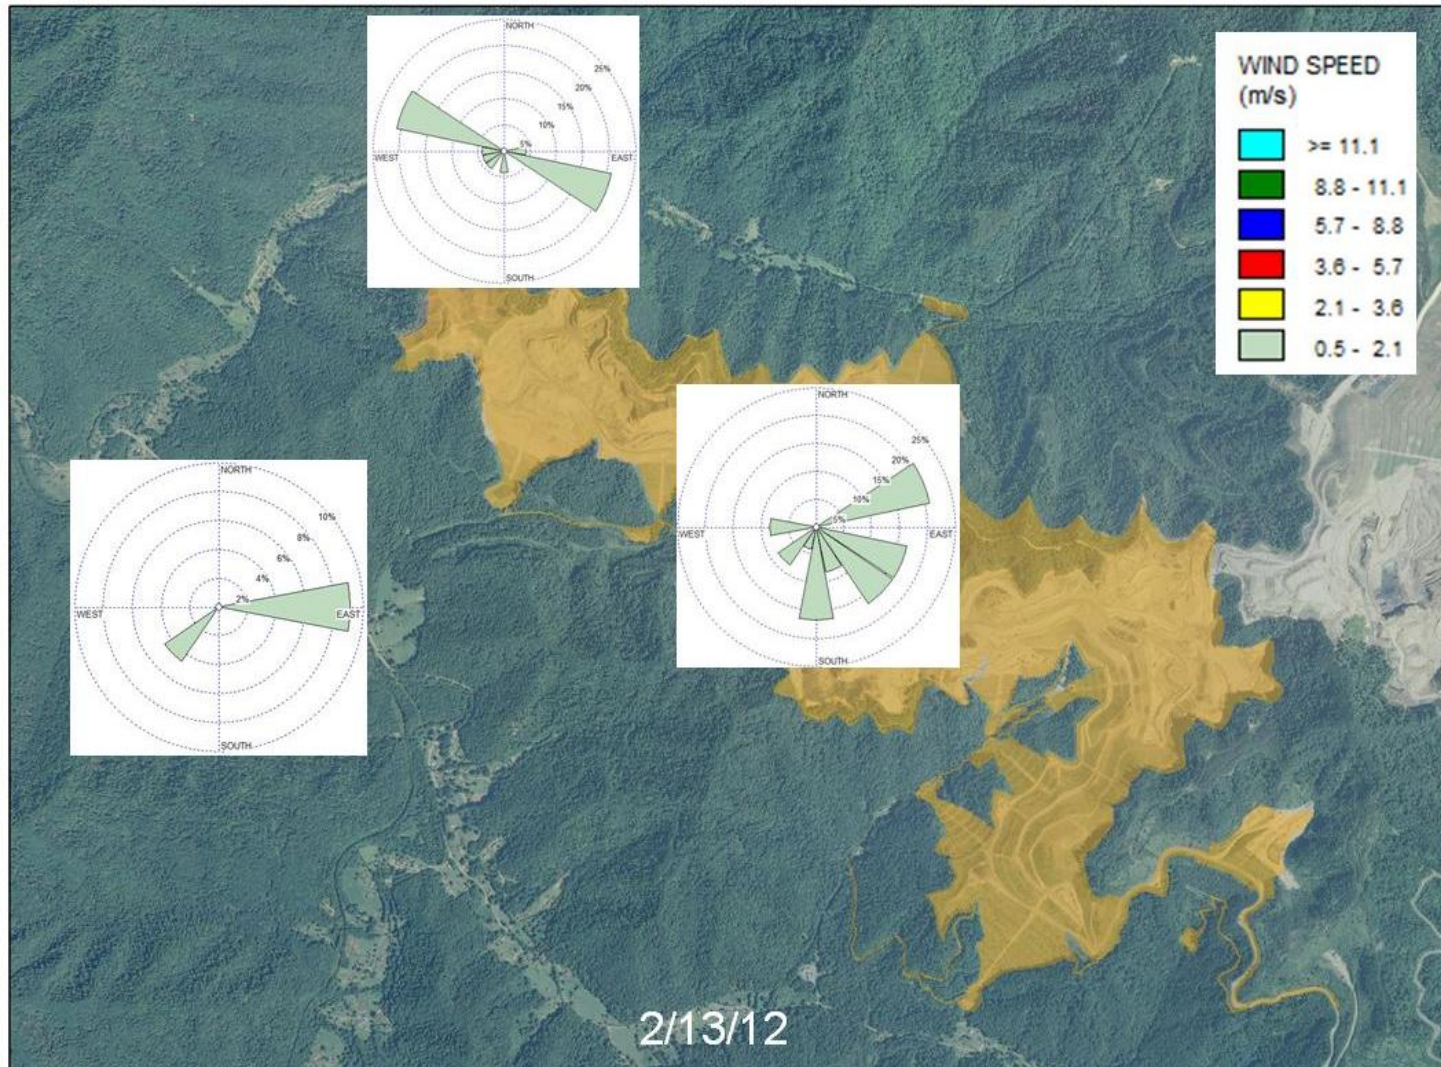 NORTH
25%
20%
15%
10%
5%
WEST
EAST
SOUTH
WIND SPEED
(m/s)
>= 11.1
8.8 - 11.1
5.7 - 8.8
3.6 - 5.7
2.1 - 3.6
0.5 - 2.1
NORTH
25%
20%
15%
10%
5%
WEST
EAST
SOUTH
NORTH
10%
8%
6%
4%
2%
WEST
EAST
SOUTH
2/13/12